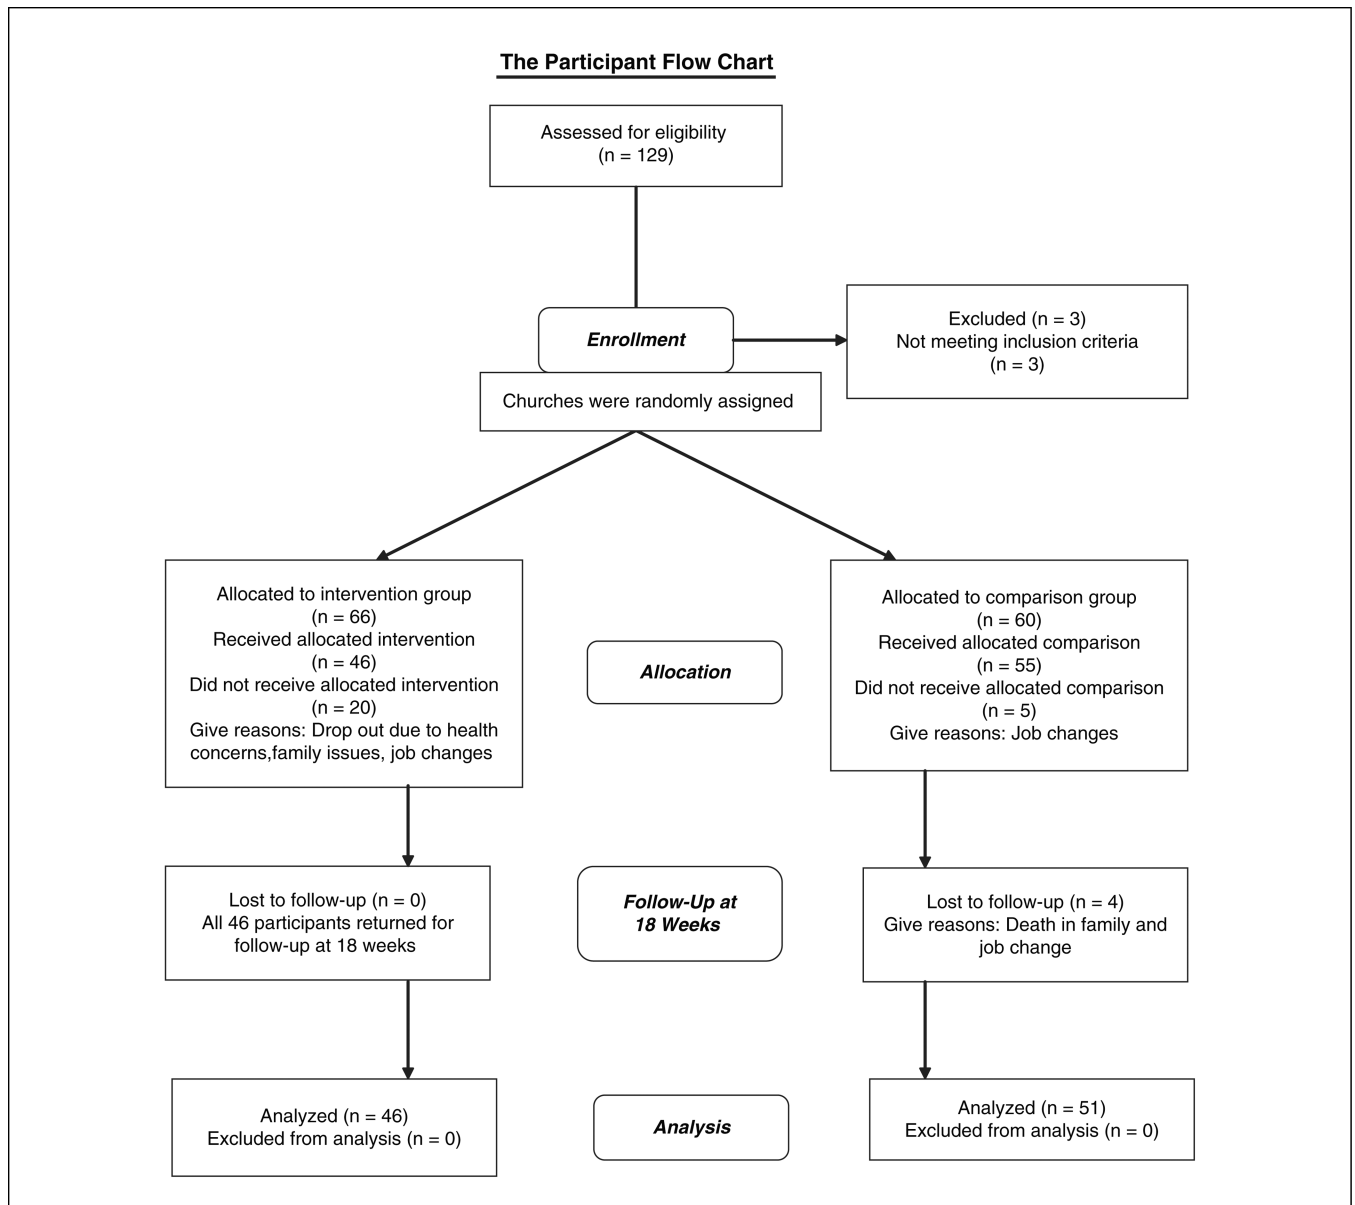 The Participant Flow Chart
Assessed for eligibility
(n = 129)
Enrollment
Excluded (n = 3)
Not meeting inclusion criteria
(n = 3)
Churches were randomly assigned
Allocated to intervention group
(n = 66)
Received allocated intervention
(n = 46)
Did not receive allocated intervention
(n = 20)
Give reasons: Drop out due to health
concerns,family issues, job changes
Allocation
Allocated to comparison group
(n = 60)
Received allocated comparison
(n = 55)
Did not receive allocated comparison
(n = 5)
Give reasons: Job changes
Lost to follow-up (n = 0)
All 46 participants returned for
follow-up at 18 weeks
Follow-Up at
18 Weeks
Lost to follow-up (n = 4)
Give reasons: Death in family and
job change
Analyzed (n = 46)
Excluded from analysis (n = 0)
Analysis
Analyzed (n = 51)
Excluded from analysis (n = 0)